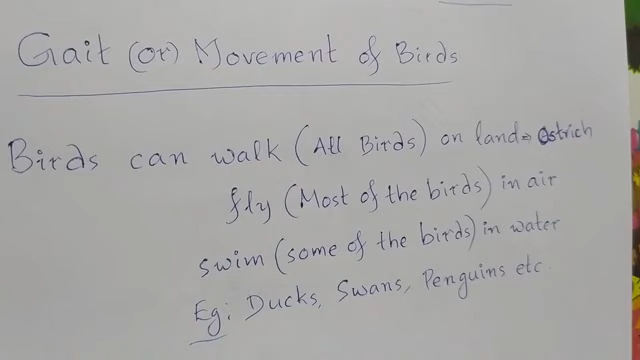 Gait (or) Movement of Birds
Birds can walk (All Birds) on land → Ostrich
fly (Most of the birds) in air
swim (some of the birds) in water
Eg: Ducks, Swans, Penguins etc.